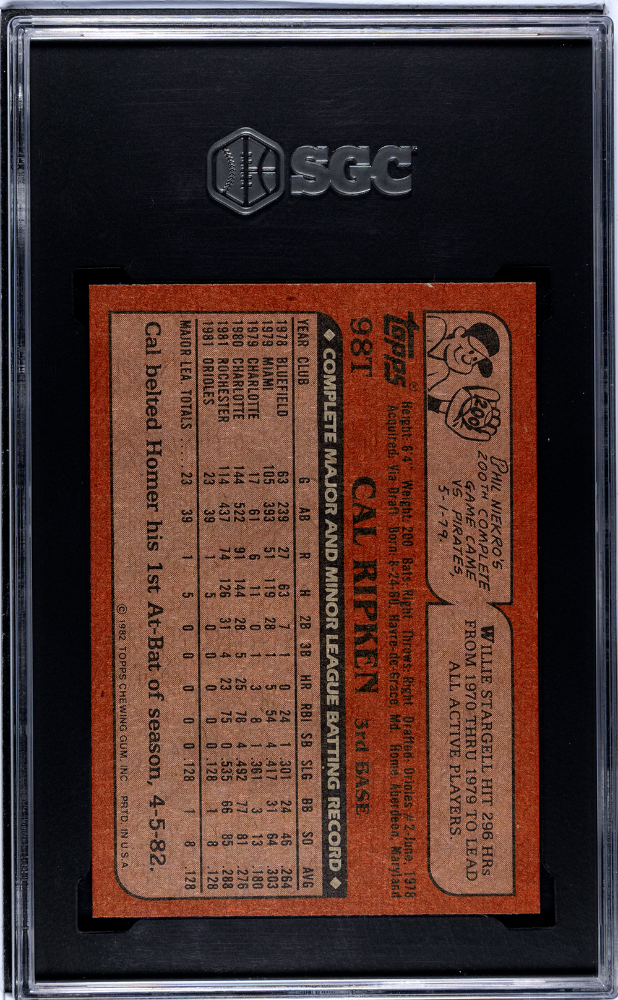 SGC
200
PHIL NIEKRO'S
200TH COMPLETE
GAME CAME
VS PIRATES
5-1-79.
WILLIE STARGELL HIT 296 HRs
FROM 1970 THRU 1979 TO LEAD
ALL ACTIVE PLAYERS.
topps®
98T
CAL RIPKEN 3rd BASE
Height: 6'4" Weight: 200 Bats: Right Throws: Right Drafted: Orioles #2-June, 1978
Acquired: Via Draft Born: 8-24-60, Havre de Grace, Md. Home: Aberdeen, Maryland
◆ COMPLETE MAJOR AND MINOR LEAGUE BATTING RECORD ◆
YEAR CLUB G AB R H 2B 3B HR RBI SB SLG BB SO AVG
1978 BLUEFIELD 63 239 27 63 7 1 0 24 1 .301 24 46 .264
1979 MIAMI 105 393 51 119 28 1 5 54 4 .417 31 64 .303
1979 CHARLOTTE 17 61 6 11 0 1 3 8 1 .361 3 13 .180
1980 CHARLOTTE 144 522 91 144 28 5 25 78 4 .492 77 81 .276
1981 ROCHESTER 114 437 74 126 31 4 23 75 0 .535 66 85 .288
1981 ORIOLES 23 39 1 5 0 0 0 0 0 .128 1 8 .128
MAJOR LEA TOTALS .... 23 39 1 5 0 0 0 0 0 .128 1 8 .128
Cal belted Homer his 1st At-Bat of season, 4-5-82.
© 1982 TOPPS CHEWING GUM, INC. PRTD. IN U.S.A.